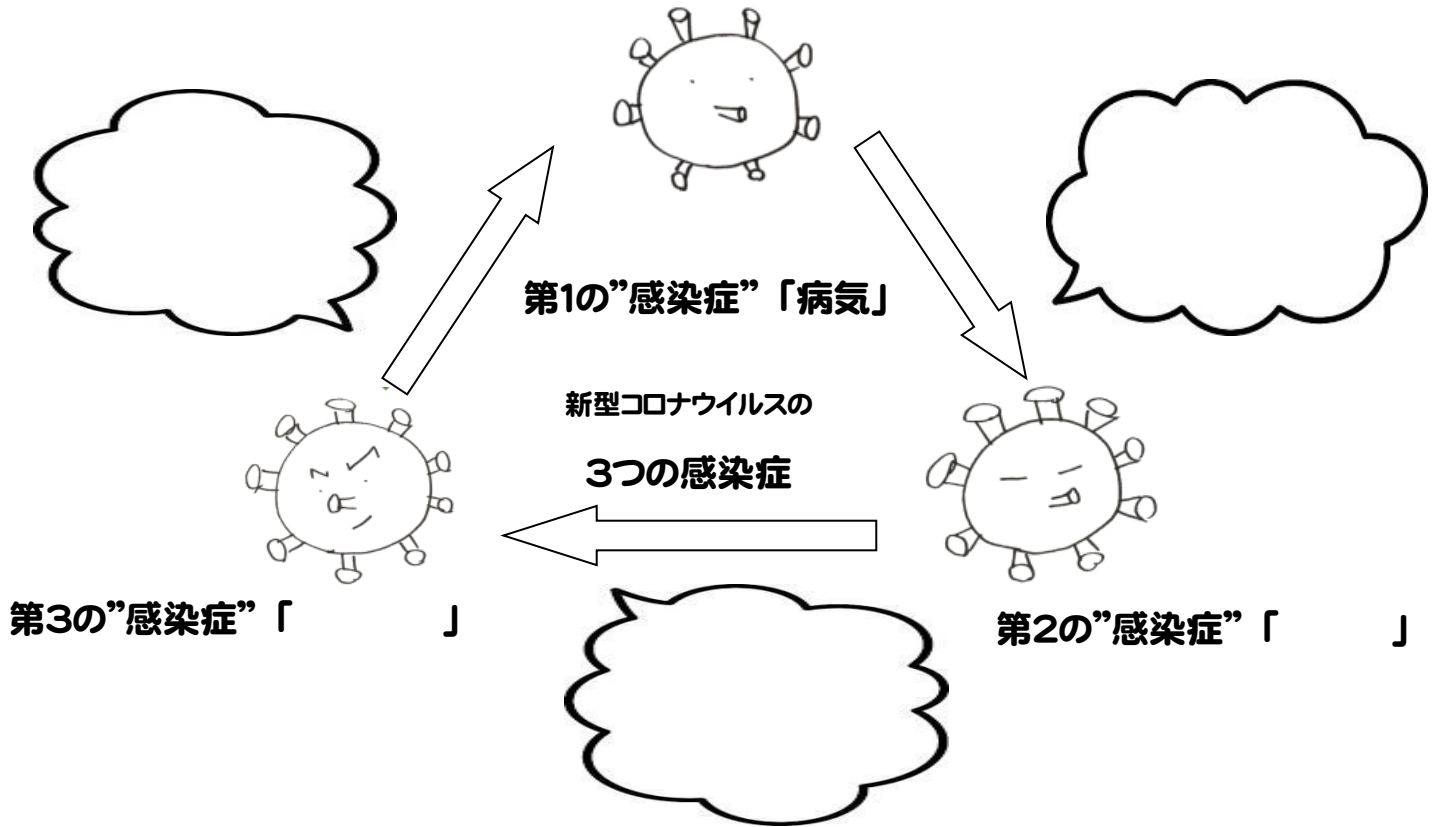 第1の”感染症”「病気」
新型コロナウイルスの
3つの感染症
第3の”感染症”「　　　　」
第2の”感染症”「　　　　」